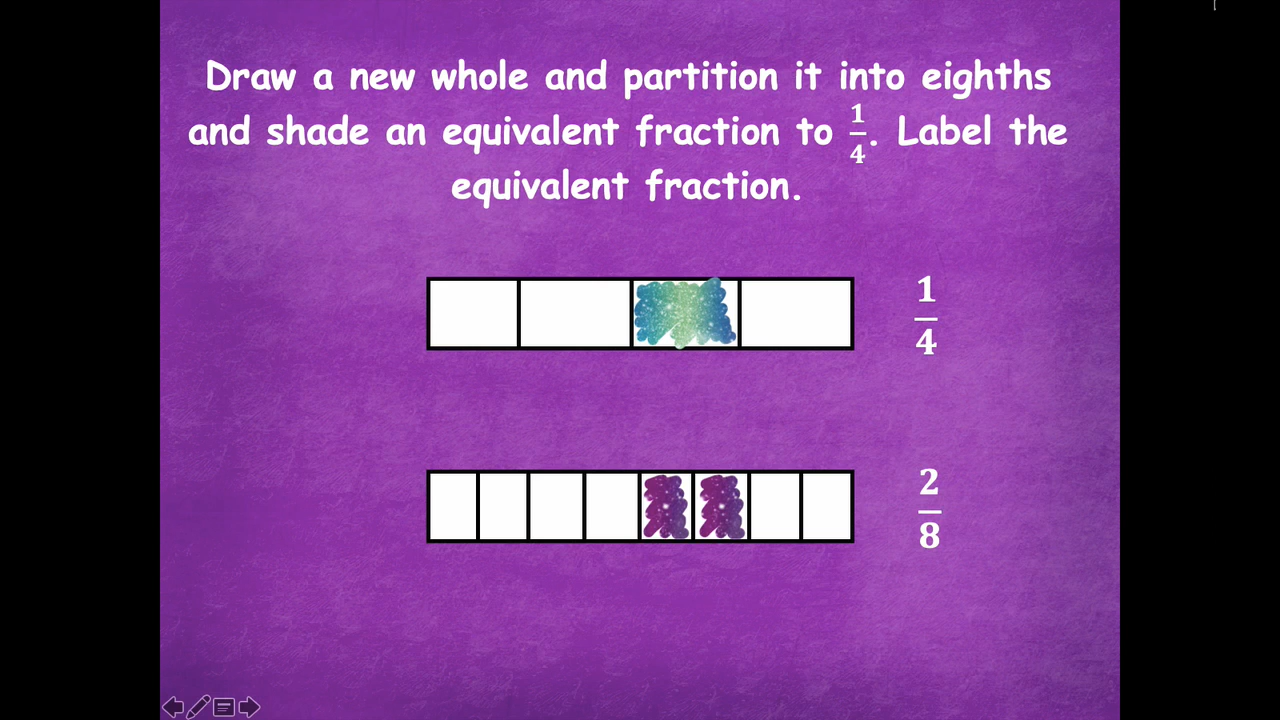 Draw a new whole and partition it into eighths
and shade an equivalent fraction to 1/4. Label the
equivalent fraction.
1/4
2/8